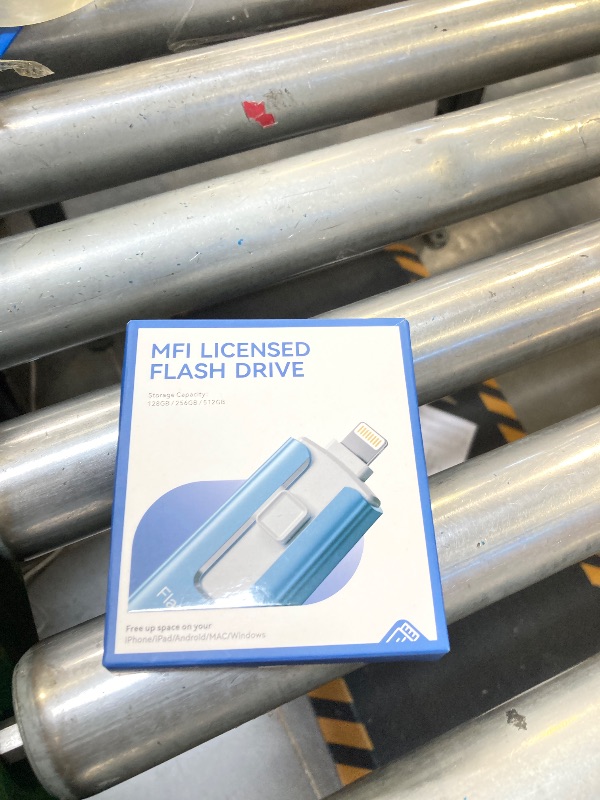 MFI LICENSED
FLASH DRIVE
Storage Capacity:
128GB/256GB/512GB
Fla
Free up space on your
iPhone/iPad/Android/MAC/Windows